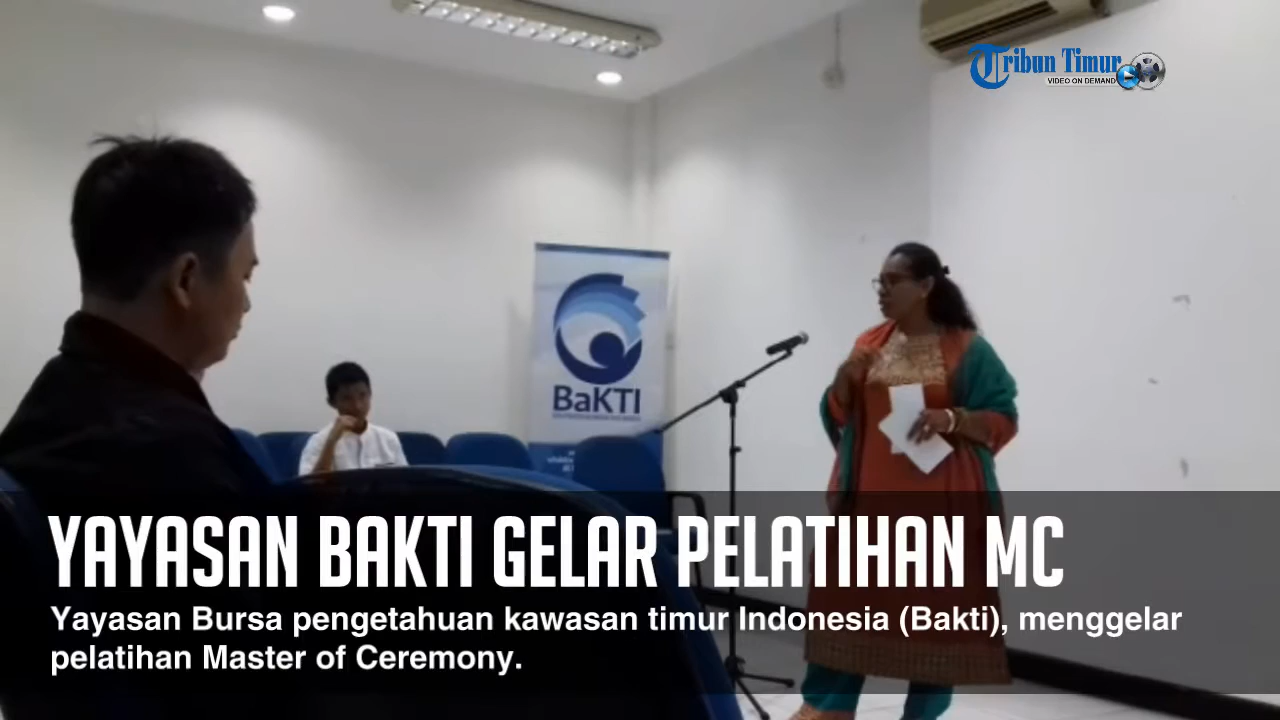 Tribun Timur
VIDEO ON DEMAND
BaKTI
YAYASAN BAKTI GELAR PELATIHAN MC
Yayasan Bursa pengetahuan kawasan timur Indonesia (Bakti), menggelar
pelatihan Master of Ceremony.